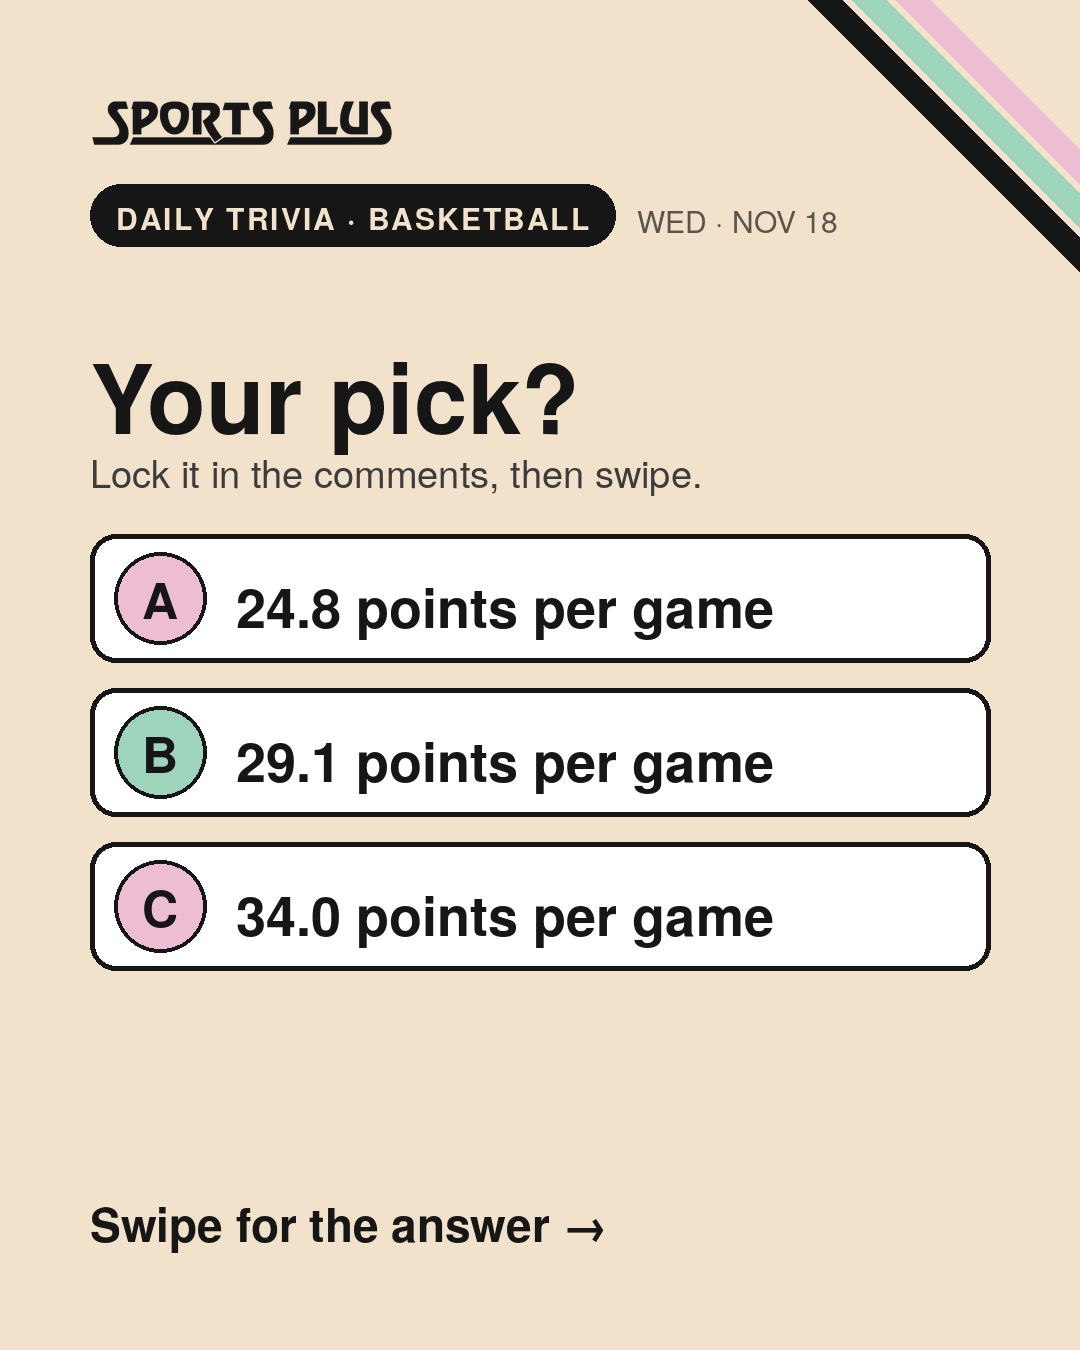 SPORTS PLUS
DAILY TRIVIA · BASKETBALL
WED · NOV 18
Your pick?
Lock it in the comments, then swipe.
A
24.8 points per game
B
29.1 points per game
C
34.0 points per game
Swipe for the answer →